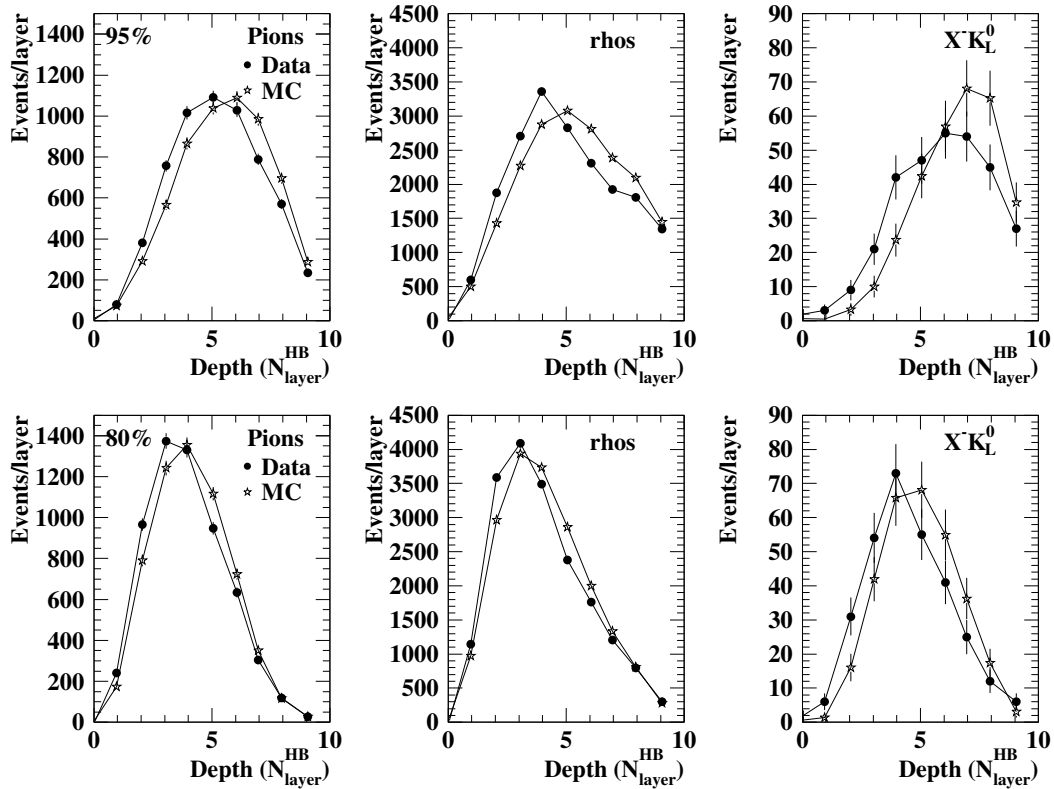 Events/layer
1400
1200
1000
800
600
400
200
0
95%
Pions
Data
MC
0 5 10
Depth (N^HB_layer)
Events/layer
4500
4000
3500
3000
2500
2000
1500
1000
500
0
rhos
0 5 10
Depth (N^HB_layer)
Events/layer
90
80
70
60
50
40
30
20
10
0
X⁻K⁰_L
0 5 10
Depth (N^HB_layer)
Events/layer
1400
1200
1000
800
600
400
200
0
80%
Pions
Data
MC
0 5 10
Depth (N^HB_layer)
Events/layer
4500
4000
3500
3000
2500
2000
1500
1000
500
0
rhos
0 5 10
Depth (N^HB_layer)
Events/layer
90
80
70
60
50
40
30
20
10
0
X⁻K⁰_L
0 5 10
Depth (N^HB_layer)